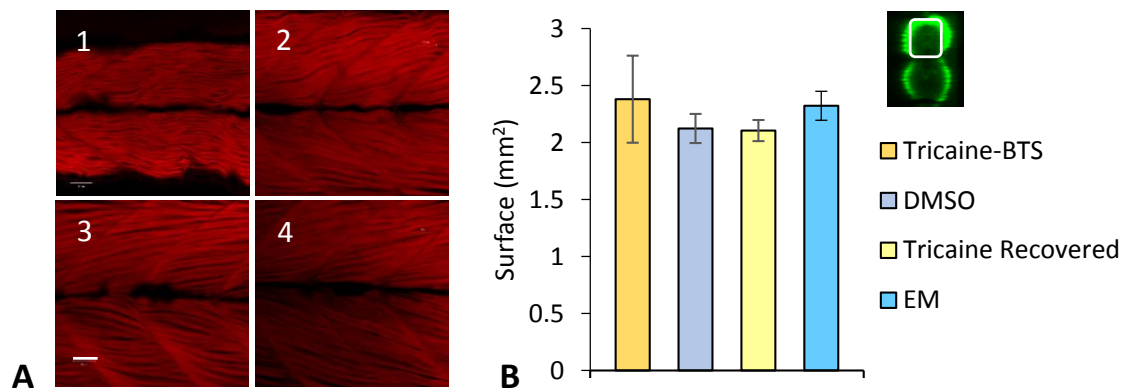 1
2
3
4
A
B
Surface (mm²)
3
2.5
2
1.5
1
0.5
0
Tricaine-BTS
DMSO
Tricaine Recovered
EM